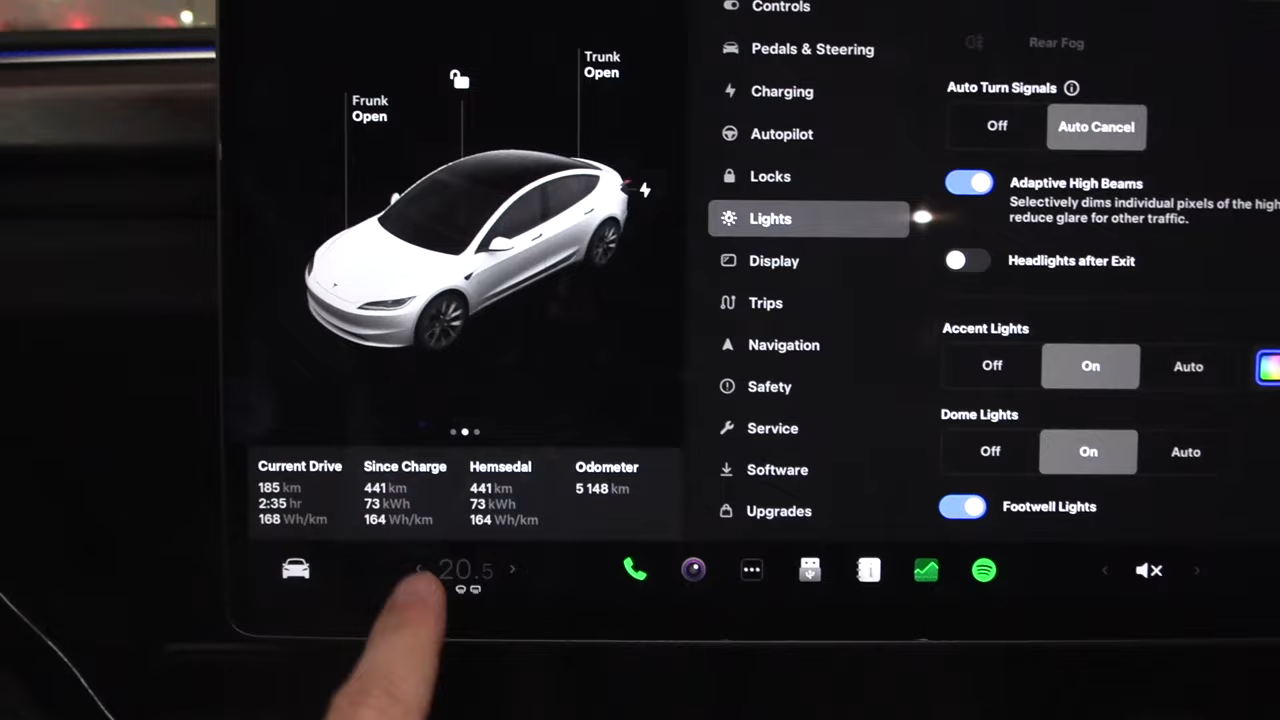 Trunk
Open
Frunk
Open
Current Drive
185 km
2:35 hr
168 Wh/km
Since Charge
441 km
73 kWh
164 Wh/km
Hemsedal
441 km
73 kWh
164 Wh/km
Odometer
5 148 km
20.5
Controls
Pedals & Steering
Charging
Autopilot
Locks
Lights
Display
Trips
Navigation
Safety
Service
Software
Upgrades
Rear Fog
Auto Turn Signals
Off
Auto Cancel
Adaptive High Beams
Selectively dims individual pixels of the high
reduce glare for other traffic.
Headlights after Exit
Accent Lights
Off
On
Auto
Dome Lights
Off
On
Auto
Footwell Lights